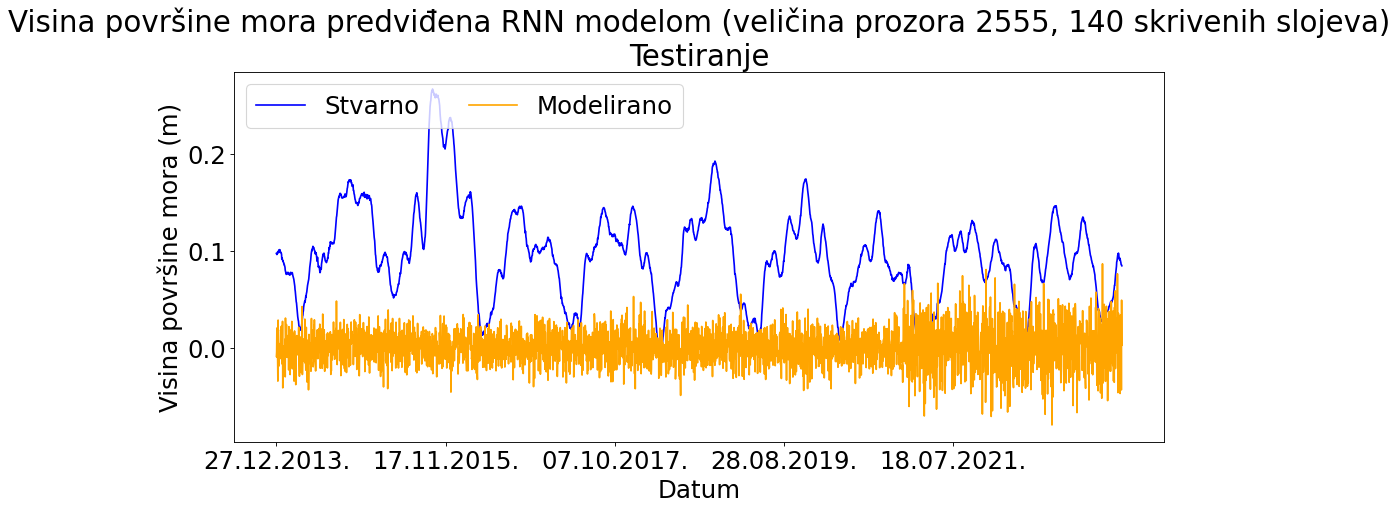 Visina površine mora predviđena RNN modelom (veličina prozora 2555, 140 skrivenih slojeva)
Testiranje
Stvarno Modelirano
Visina površine mora (m)
0.2
0.1
0.0
27.12.2013. 17.11.2015. 07.10.2017. 28.08.2019. 18.07.2021.
Datum